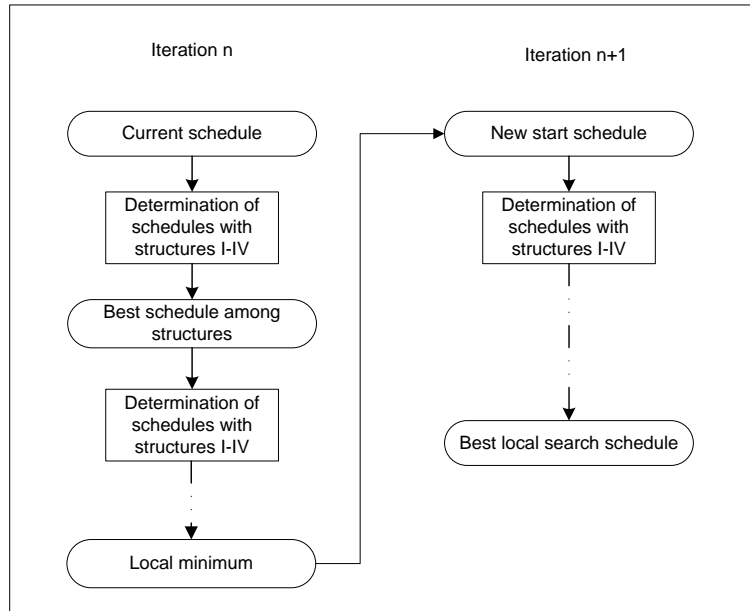 Iteration n
Current schedule
Determination of
schedules with
structures I-IV
Best schedule among
structures
Determination of
schedules with
structures I-IV
Local minimum
Iteration n+1
New start schedule
Determination of
schedules with
structures I-IV
Best local search schedule